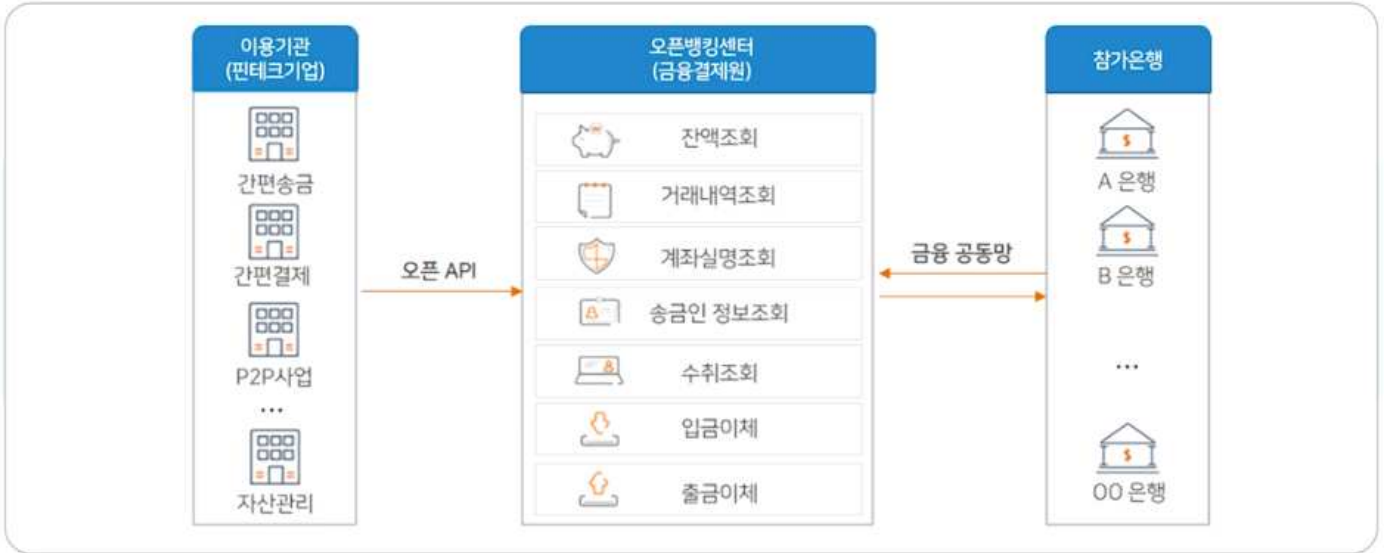 이용기관
(핀테크기업)
간편송금
간편결제
P2P사업
...
자산관리
오픈 API
오픈뱅킹센터
(금융결제원)
잔액조회
거래내역조회
계좌실명조회
송금인 정보조회
수취조회
입금이체
출금이체
금융 공동망
참가은행
A 은행
B 은행
...
OO 은행